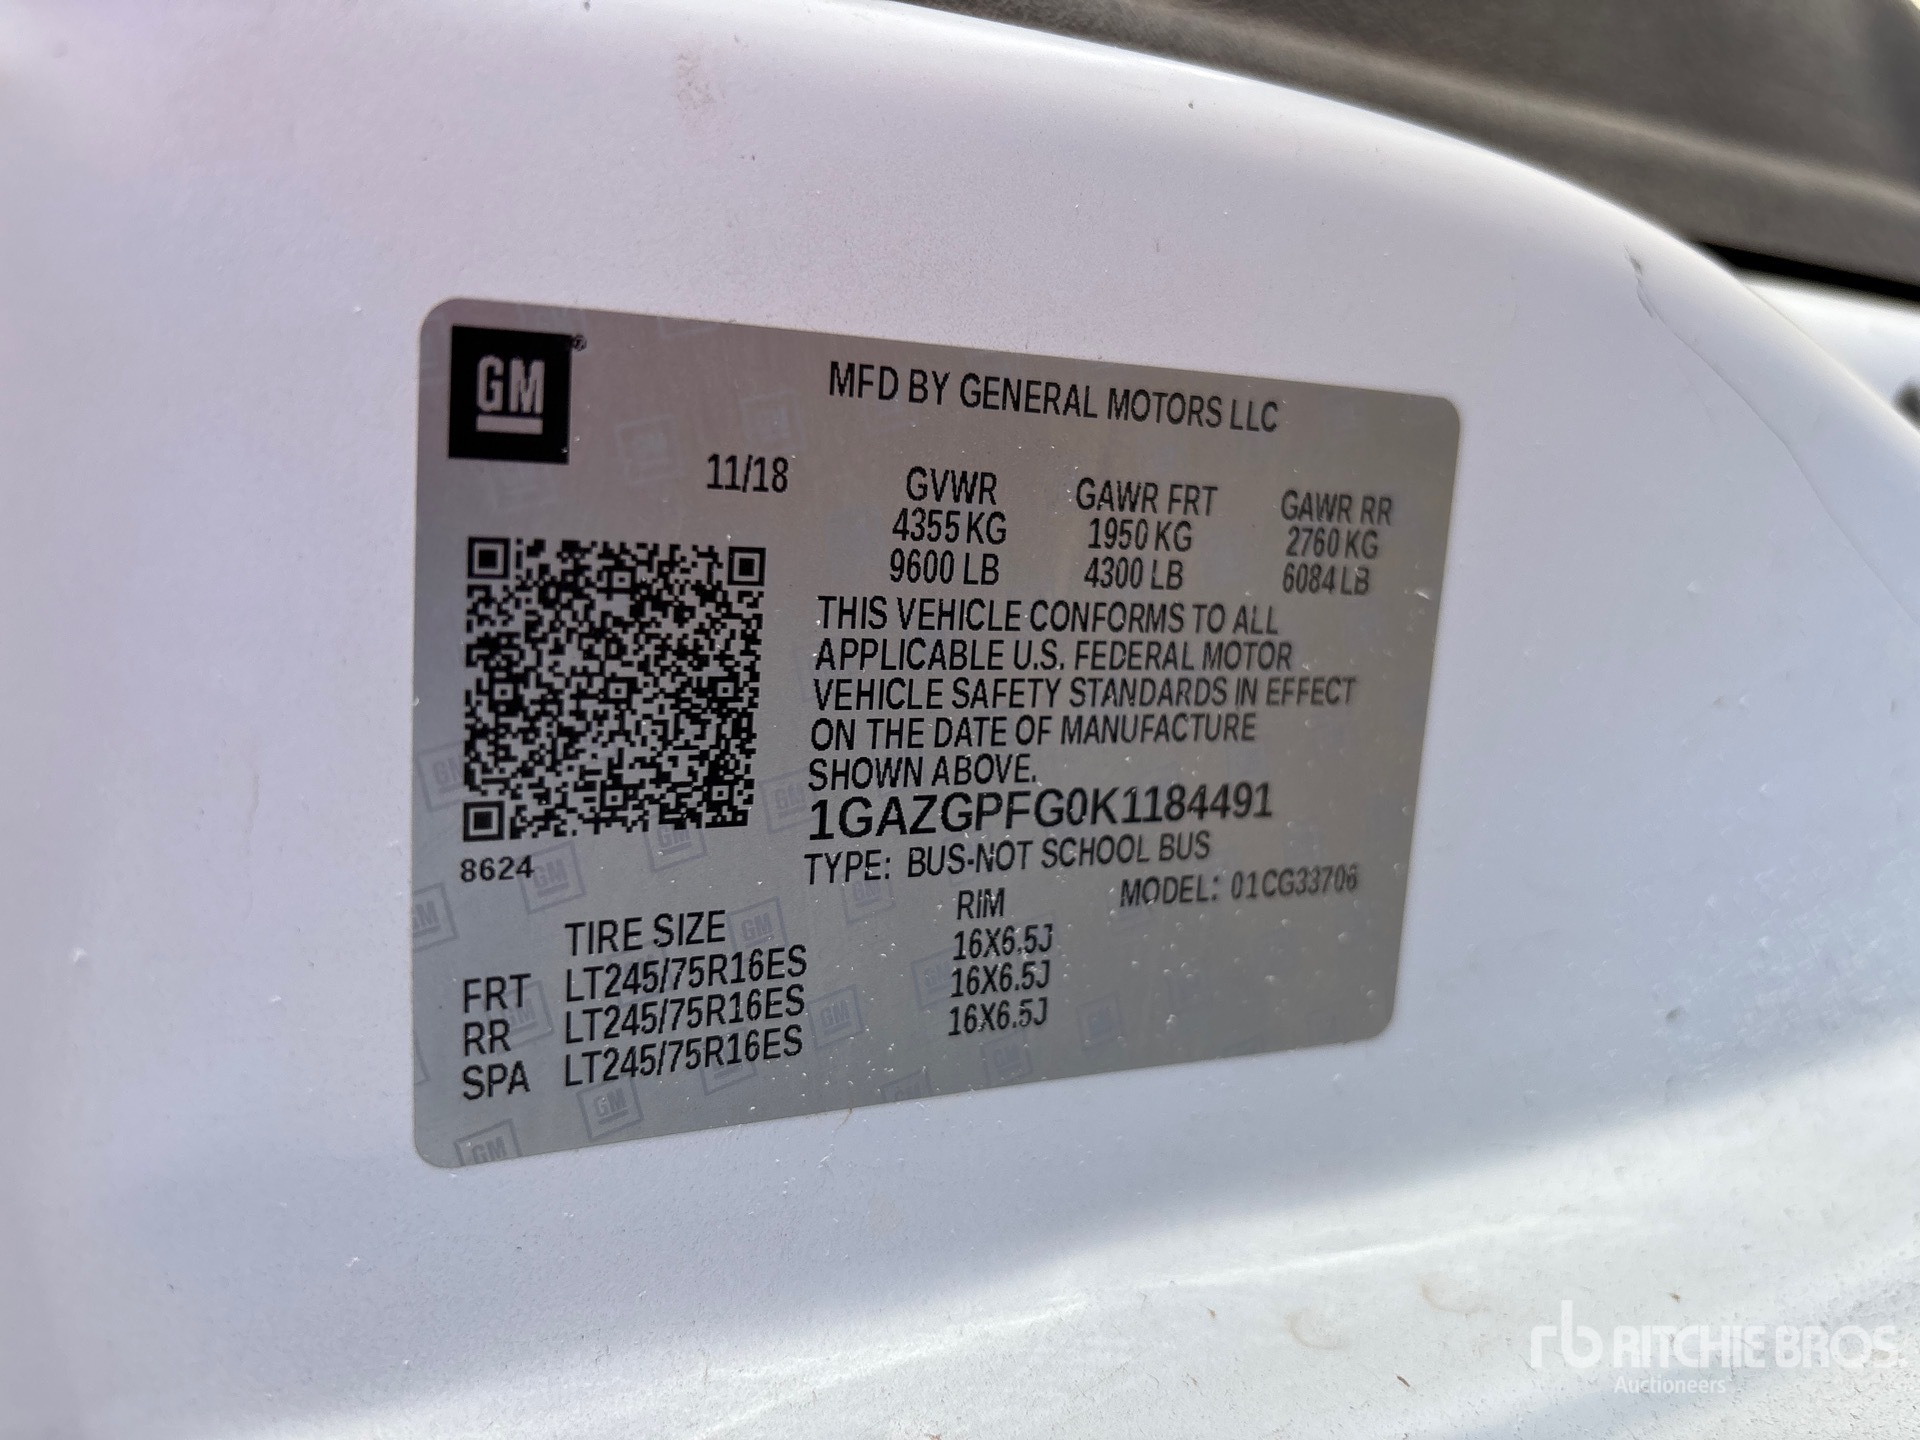 GM
MFD BY GENERAL MOTORS LLC
11/18
GVWR GAWR FRT GAWR RR
4355 KG 1950 KG 2760 KG
9600 LB 4300 LB 6084 LB
THIS VEHICLE CONFORMS TO ALL
APPLICABLE U.S. FEDERAL MOTOR
VEHICLE SAFETY STANDARDS IN EFFECT
ON THE DATE OF MANUFACTURE
SHOWN ABOVE.
1GAZGPFG0K1184491
8624
TYPE: BUS-NOT SCHOOL BUS
MODEL: 01CG33706
TIRE SIZE RIM
FRT LT245/75R16ES 16X6.5J
RR LT245/75R16ES 16X6.5J
SPA LT245/75R16ES 16X6.5J
rb RITCHIE BROS.
Auctioneers